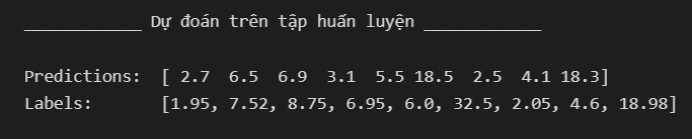 ____________ Dự đoán trên tập huấn luyện ____________
Predictions:  [ 2.7  6.5  6.9  3.1  5.5 18.5  2.5  4.1 18.3]
Labels:       [1.95, 7.52, 8.75, 6.95, 6.0, 32.5, 2.05, 4.6, 18.98]